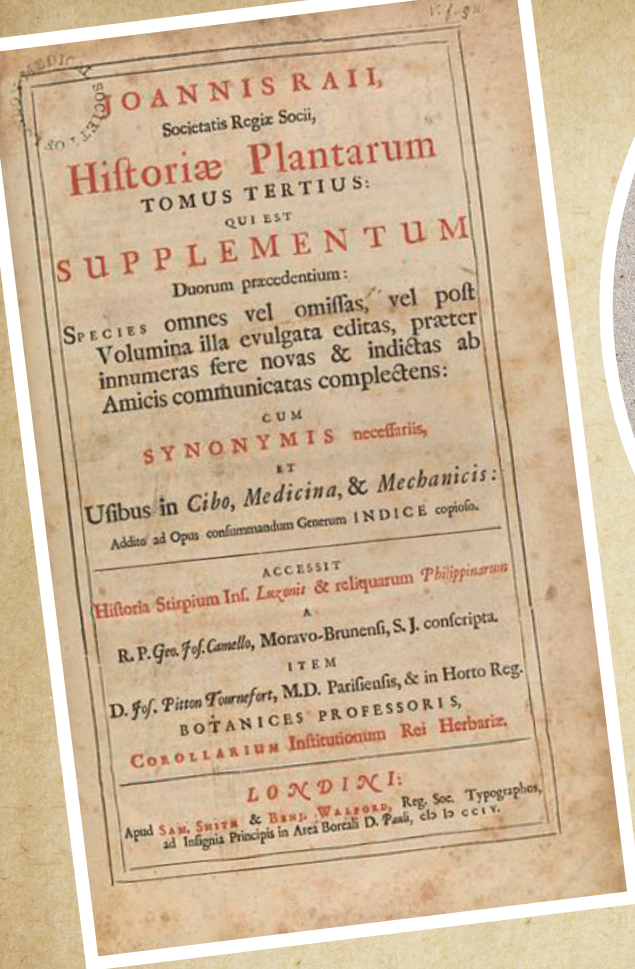 V. f. 811
MEDICAL SOCIETY OF
JOANNIS RAII,
Societatis Regiæ Socii,
Hiſtoriæ Plantarum
TOMUS TERTIUS:
QUI EST
SUPPLEMENTUM
Duorum præcedentium:
SPECIES omnes vel omiſſas, vel poſt
Volumina illa evulgata editas, præter
innumeras fere novas & indictas ab
Amicis communicatas complectens:
CUM
SYNONYMIS neceſſariis,
ET
Uſibus in Cibo, Medicina, & Mechanicis:
Addito ad Opus conſummandum Generum INDICE copioſo.
ACCESSIT
Hiſtoria Stirpium Inſ. Luzonis & reliquarum Philippinarum
A
R. P. Geo. Joſ. Camello, Moravo-Brunenſi, S. J. conſcripta.
ITEM
D. Joſ. Pitton Tournefort, M.D. Pariſienſis, & in Horto Reg.
BOTANICES PROFESSORIS,
COROLLARIUM Inſtitutionum Rei Herbariæ.
LONDINI:
Apud SAM. SMITH & BENJ. WALFORD, Reg. Soc. Typographos,
ad Inſignia Principis in Area Boreali D. Pauli, cIↄ Iↄ CCIV.